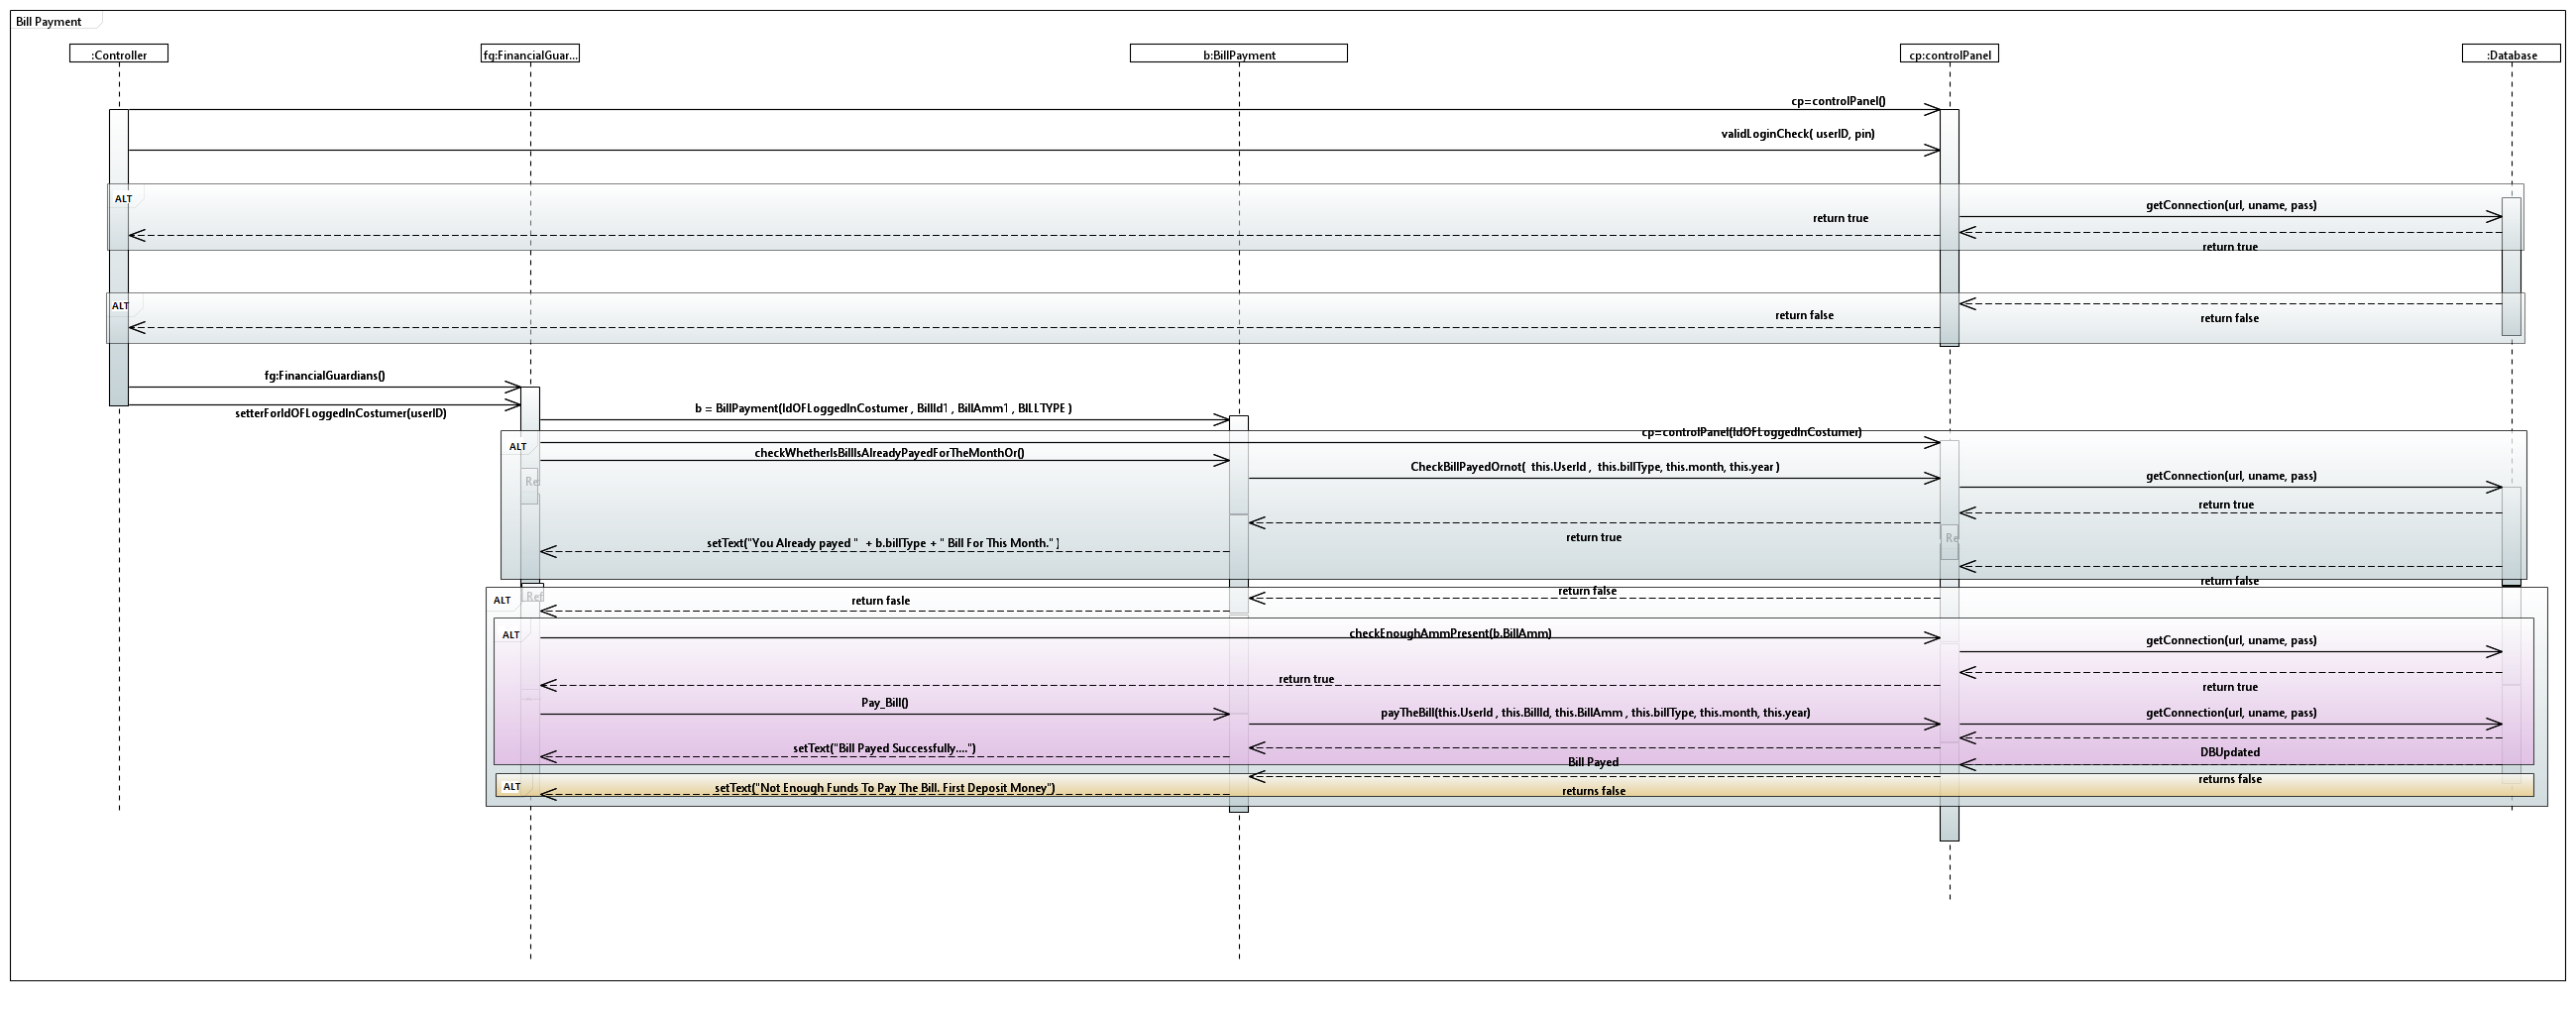 Bill Payment
:Controller
fg:FinancialGuar...
b:BillPayment
cp:controlPanel
:Database
cp=controlPanel()
validLoginCheck( userID, pin)
ALT
getConnection(url, uname, pass)
return true
return true
ALT
return false
return false
fg:FinancialGuardians()
setterForIdOFLoggedInCostumer(userID)
b = BillPayment(IdOFLoggedInCostumer , BillId1 , BillAmm1 , BILLTYPE )
ALT
cp=controlPanel(IdOFLoggedInCostumer)
checkWhetherIsBillIsAlreadyPayedForTheMonthOr()
CheckBillPayedOrnot( this.UserId , this.billType, this.month, this.year )
getConnection(url, uname, pass)
Re
return true
return true
Re
setText("You Already payed " + b.billType + " Bill For This Month." )
return false
return false
ALT
Ref
return fasle
ALT
checkEnoughAmmPresent(b.BillAmm)
getConnection(url, uname, pass)
return true
return true
Pay_Bill()
payTheBill(this.UserId , this.BillId, this.BillAmm , this.billType, this.month, this.year)
getConnection(url, uname, pass)
setText("Bill Payed Successfully....")
DBUpdated
Bill Payed
returns false
ALT
setText("Not Enough Funds To Pay The Bill. First Deposit Money")
returns false